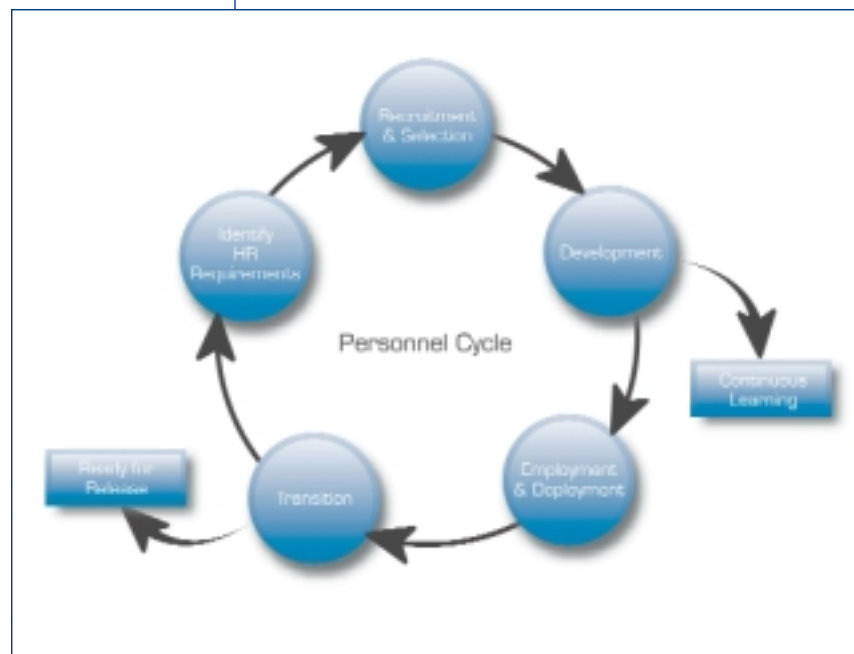 Recruitment
& Selection
Identify
HR
Requirements
Development
Personnel Cycle
Continuous
Learning
Ready for
Release
Employment
& Deployment
Transition